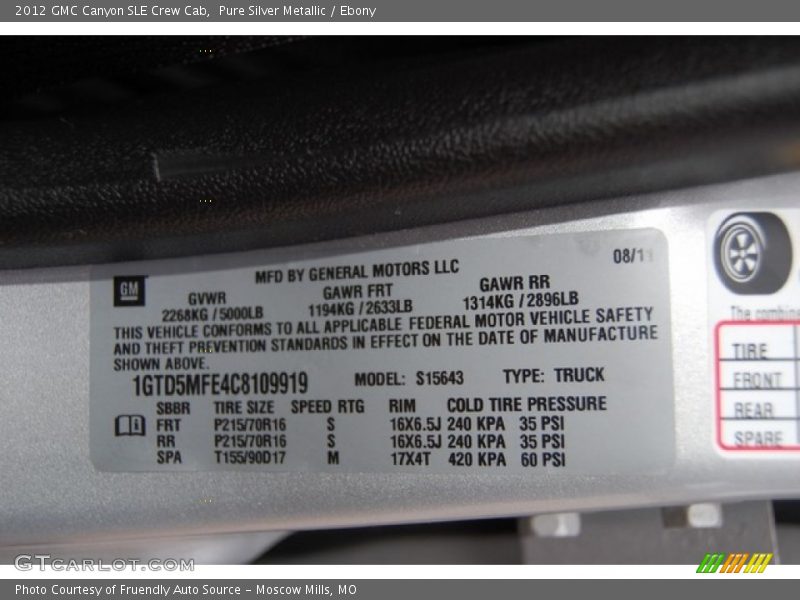 2012 GMC Canyon SLE Crew Cab, Pure Silver Metallic / Ebony
08/11
MFD BY GENERAL MOTORS LLC
GM
GVWR GAWR FRT GAWR RR
2268KG / 5000LB 1194KG / 2633LB 1314KG / 2896LB
THIS VEHICLE CONFORMS TO ALL APPLICABLE FEDERAL MOTOR VEHICLE SAFETY
AND THEFT PREVENTION STANDARDS IN EFFECT ON THE DATE OF MANUFACTURE
SHOWN ABOVE.
1GTD5MFE4C8109919 MODEL: S15643 TYPE: TRUCK
SBBR TIRE SIZE SPEED RTG RIM COLD TIRE PRESSURE
FRT P215/70R16 S 16X6.5J 240 KPA 35 PSI
RR P215/70R16 S 16X6.5J 240 KPA 35 PSI
SPA T155/90D17 M 17X4T 420 KPA 60 PSI
The combine
TIRE
FRONT
REAR
SPARE
GTCARLOT.COM
Photo Courtesy of Fruendly Auto Source - Moscow Mills, MO